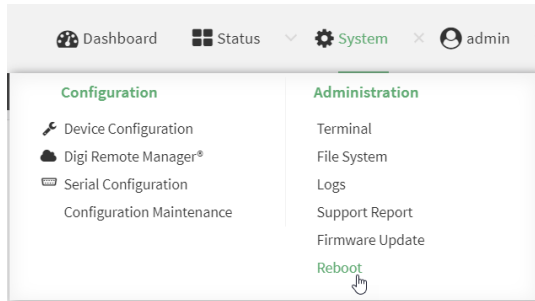 Dashboard Status System admin
Configuration
Device Configuration
Digi Remote Manager®
Serial Configuration
Configuration Maintenance
Administration
Terminal
File System
Logs
Support Report
Firmware Update
Reboot